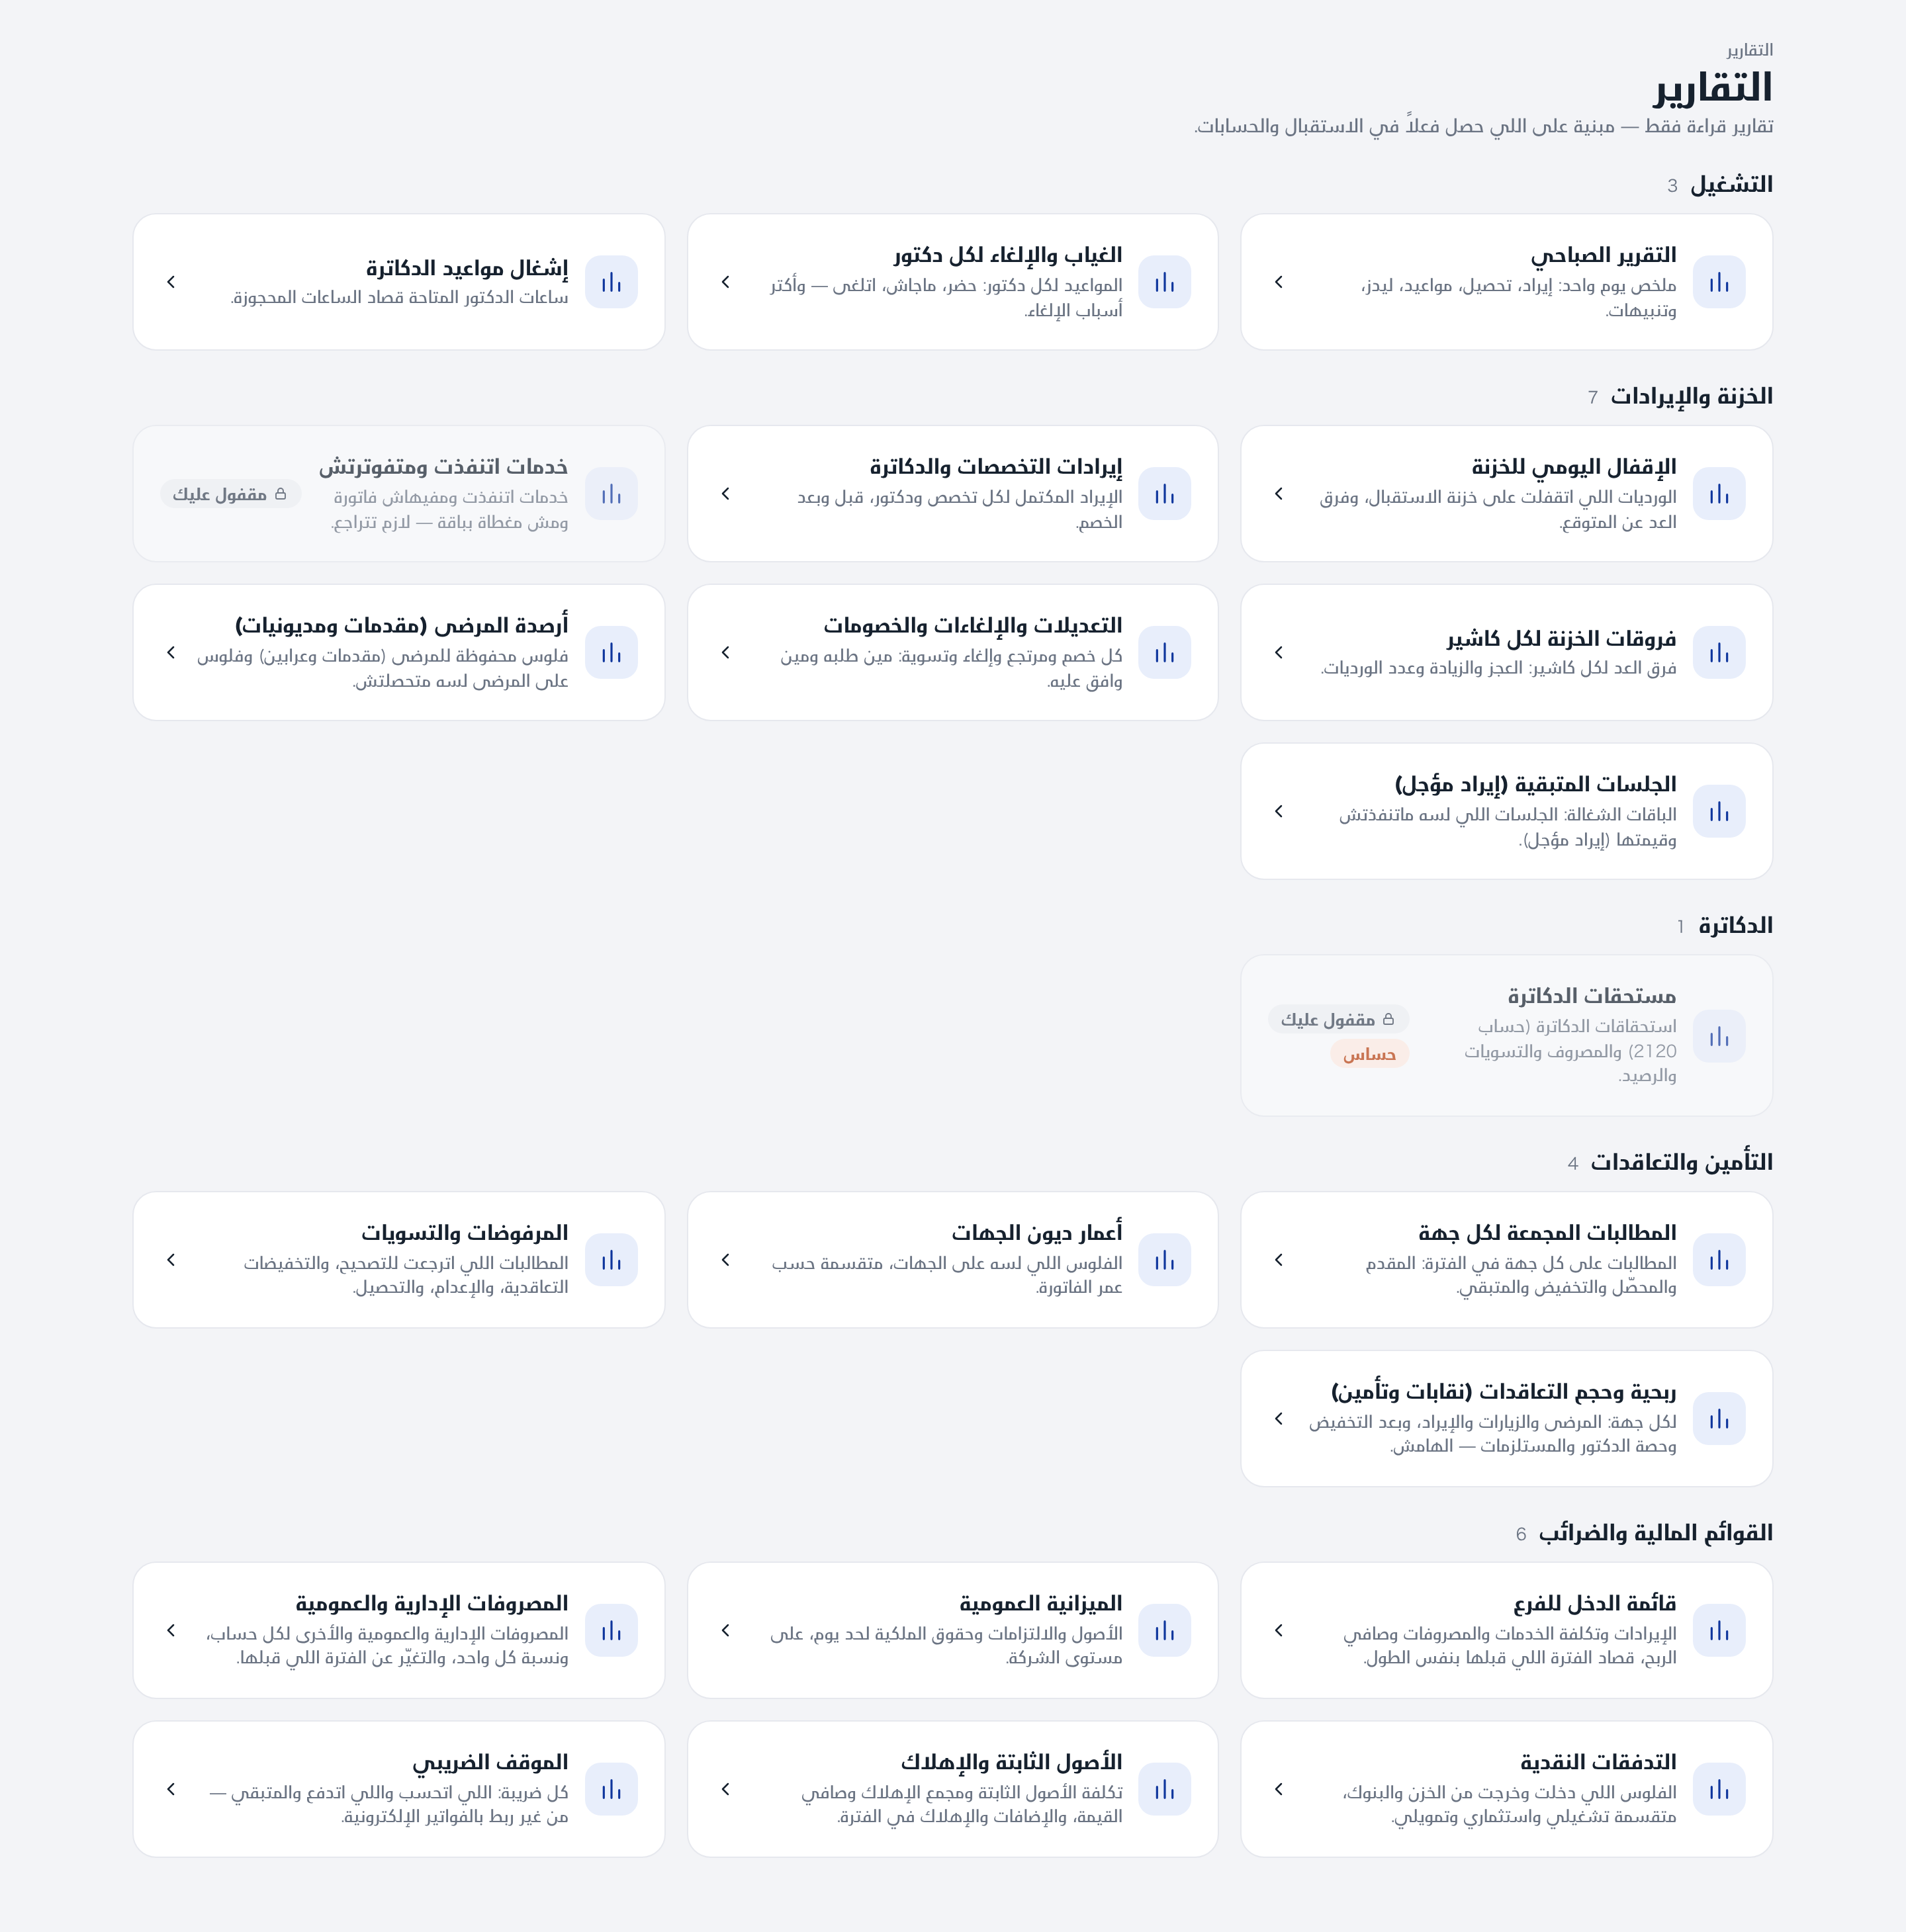 التقارير
التقارير
تقارير قراءة فقط — مبنية على اللي حصل فعلاً في الاستقبال والحسابات.
التشغيل 3
التقرير الصباحي
ملخص يوم واحد: إيراد، تحصيل، مواعيد، ليدز،
وتنبيهات.
الغياب والإلغاء لكل دكتور
المواعيد لكل دكتور: حضر، ماجاش، اتلغى — وأكتر
أسباب الإلغاء.
إشغال مواعيد الدكاترة
ساعات الدكتور المتاحة قصاد الساعات المحجوزة.
الخزنة والإيرادات 7
الإقفال اليومي للخزنة
الورديات اللي اتقفلت على خزنة الاستقبال، وفرق
العد عن المتوقع.
إيرادات التخصصات والدكاترة
الإيراد المكتمل لكل تخصص ودكتور، قبل وبعد
الخصم.
خدمات اتنفذت ومتفوترتش
خدمات اتنفذت ومفيهاش فاتورة
ومش مغطاة بباقة — لازم تتراجع.
مقفول عليك
فروقات الخزنة لكل كاشير
فرق العد لكل كاشير: العجز والزيادة وعدد الورديات.
التعديلات والإلغاءات والخصومات
كل خصم ومرتجع وإلغاء وتسوية: مين طلبه ومين
وافق عليه.
أرصدة المرضى (مقدمات ومديونيات)
فلوس محفوظة للمرضى (مقدمات وعرابين) وفلوس
على المرضى لسه متحصلتش.
الجلسات المتبقية (إيراد مؤجل)
الباقات الشغالة: الجلسات اللي لسه ماتنفذتش
وقيمتها (إيراد مؤجل).
الدكاترة 1
مستحقات الدكاترة
استحقاقات الدكاترة (حساب
2120) والمصروف والتسويات
والرصيد.
مقفول عليك
حساس
التأمين والتعاقدات 4
المطالبات المجمعة لكل جهة
المطالبات على كل جهة في الفترة: المقدم
والمحصّل والتخفيض والمتبقي.
أعمار ديون الجهات
الفلوس اللي لسه على الجهات، متقسمة حسب
عمر الفاتورة.
المرفوضات والتسويات
المطالبات اللي اترجعت للتصحيح، والتخفيضات
التعاقدية، والإعدام، والتحصيل.
ربحية وحجم التعاقدات (نقابات وتأمين)
لكل جهة: المرضى والزيارات والإيراد، وبعد التخفيض
وحصة الدكتور والمستلزمات — الهامش.
القوائم المالية والضرائب 6
قائمة الدخل للفرع
الإيرادات وتكلفة الخدمات والمصروفات وصافي
الربح، قصاد الفترة اللي قبلها بنفس الطول.
الميزانية العمومية
الأصول والالتزامات وحقوق الملكية لحد يوم، على
مستوى الشركة.
المصروفات الإدارية والعمومية
المصروفات الإدارية والعمومية والأخرى لكل حساب،
ونسبة كل واحد، والتغيّر عن الفترة اللي قبلها.
التدفقات النقدية
الفلوس اللي دخلت وخرجت من الخزن والبنوك،
متقسمة تشغيلي واستثماري وتمويلي.
الأصول الثابتة والإهلاك
تكلفة الأصول الثابتة ومجمع الإهلاك وصافي
القيمة، والإضافات والإهلاك في الفترة.
الموقف الضريبي
كل ضريبة: اللي اتحسب واللي اتدفع والمتبقي —
من غير ربط بالفواتير الإلكترونية.